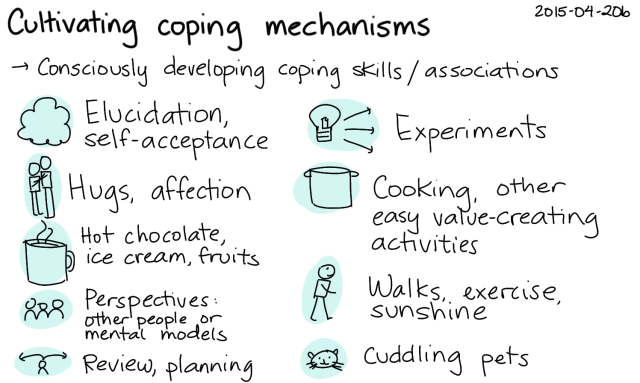 Cultivating coping mechanisms
2015-04-20b
→ Consciously developing coping skills/associations
Elucidation,
self-acceptance
Hugs, affection
Hot chocolate,
ice cream, fruits
Perspectives:
other people or
mental models
Review, planning
Experiments
Cooking, other
easy value-creating
activities
Walks, exercise,
sunshine
Cuddling pets